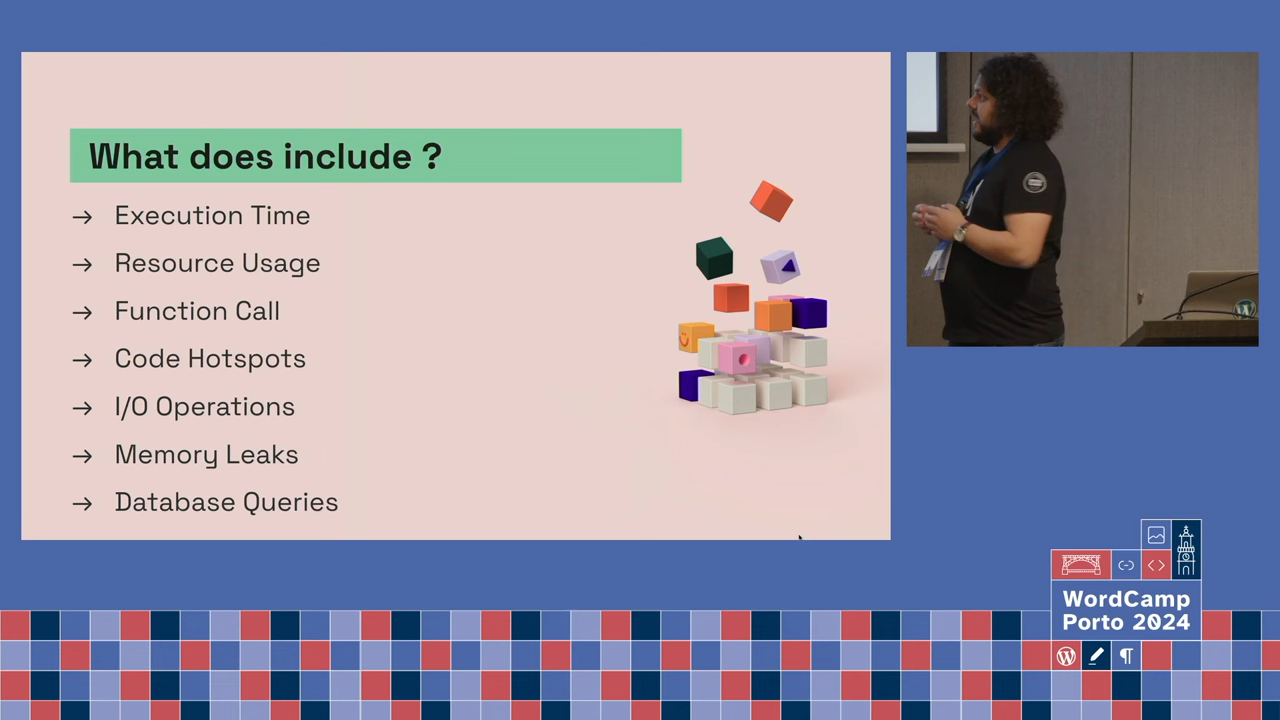 What does include ?
→ Execution Time
→ Resource Usage
→ Function Call
→ Code Hotspots
→ I/O Operations
→ Memory Leaks
→ Database Queries
WordCamp
Porto 2024